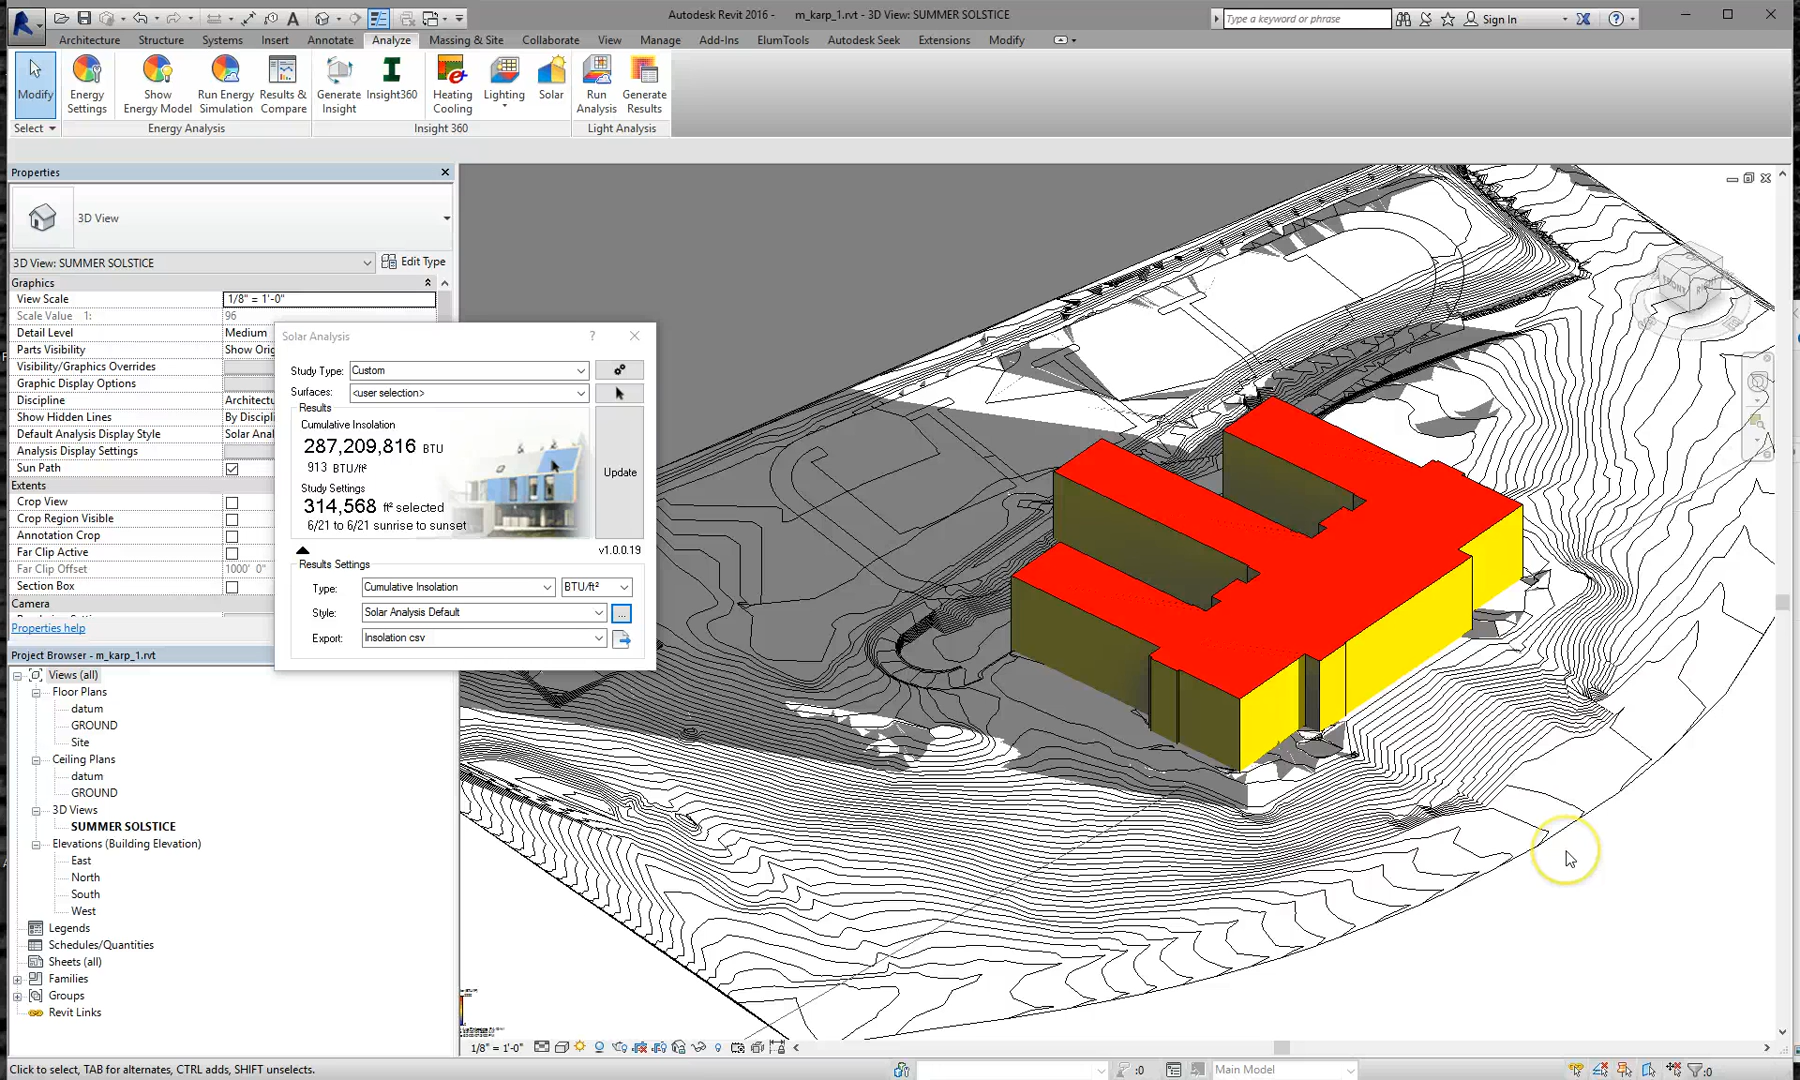 Autodesk Revit 2016 - m_karp_1.rvt - 3D View: SUMMER SOLSTICE
Type a keyword or phrase
Sign In
Architecture Structure Systems Insert Annotate Analyze Massing & Site Collaborate View Manage Add-Ins ElumTools Autodesk Seek Extensions Modify
Modify
Energy Settings
Show Energy Model
Run Energy Simulation
Results & Compare
Generate Insight
Insight360
Heating Cooling
Lighting
Solar
Run Analysis
Generate Results
Select
Energy Analysis
Insight 360
Light Analysis
Properties
3D View
3D View: SUMMER SOLSTICE
Edit Type
Graphics
View Scale 1/8" = 1'-0"
Scale Value 1: 96
Detail Level Medium
Parts Visibility Show Orig
Visibility/Graphics Overrides
Graphic Display Options
Discipline Architectu
Show Hidden Lines By Discipli
Default Analysis Display Style Solar Anal
Analysis Display Settings
Sun Path
Extents
Crop View
Crop Region Visible
Annotation Crop
Far Clip Active
Far Clip Offset 1000' 0"
Section Box
Camera
Properties help
Solar Analysis
Study Type: Custom
Surfaces: <user selection>
Results
Cumulative Insolation
287,209,816 BTU
913 BTU/ft²
Study Settings
314,568 ft² selected
6/21 to 6/21 sunrise to sunset
Update
v1.0.0.19
Results Settings
Type: Cumulative Insolation BTU/ft²
Style: Solar Analysis Default ...
Export: Insolation csv
Project Browser - m_karp_1.rvt
Views (all)
Floor Plans
datum
GROUND
Site
Ceiling Plans
datum
GROUND
3D Views
SUMMER SOLSTICE
Elevations (Building Elevation)
East
North
South
West
Legends
Schedules/Quantities
Sheets (all)
Families
Groups
Revit Links
FRONT
1/8" = 1'-0"
Click to select, TAB for alternates, CTRL adds, SHIFT unselects.
:0
Main Model
:0